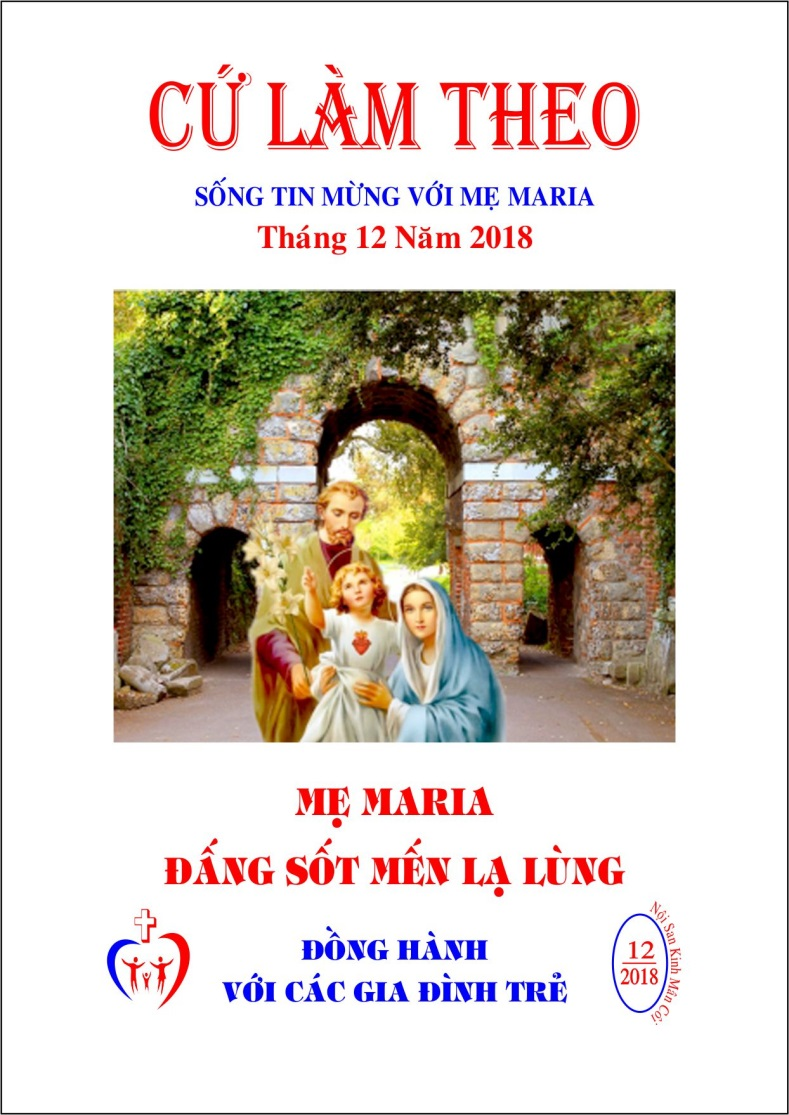 CỨ LÀM THEO
SỐNG TIN MỪNG VỚI MẸ MARIA
Tháng 12 Năm 2018
MẸ MARIA
ĐẤNG SỐT MẾN LẠ LÙNG
ĐỒNG HÀNH
VỚI CÁC GIA ĐÌNH TRẺ
12
2018
Nội San Kinh Mân Côi